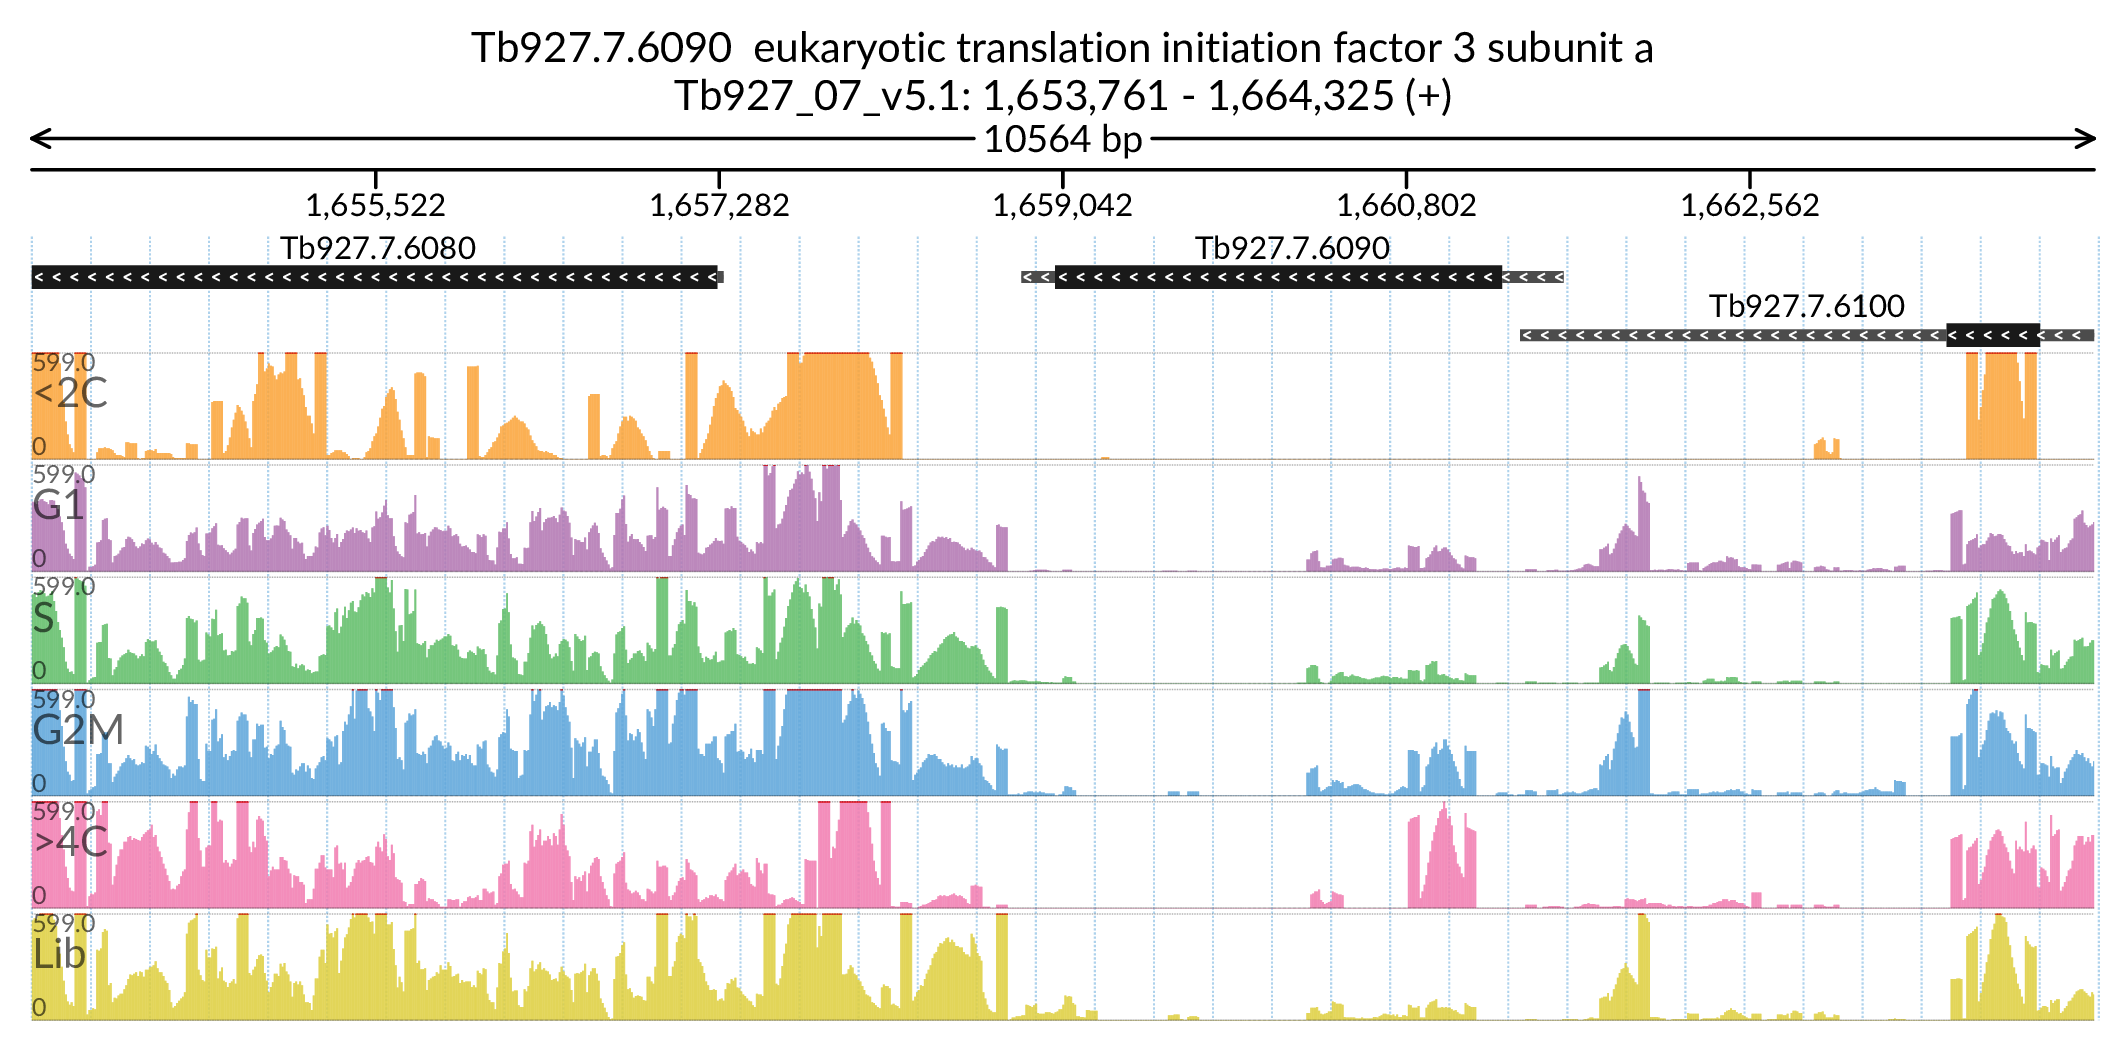 Tb927.7.6090  eukaryotic translation initiation factor 3 subunit a
Tb927_07_v5.1: 1,653,761 - 1,664,325 (+)
10564 bp
1,655,522 1,657,282 1,659,042 1,660,802 1,662,562
Tb927.7.6080 Tb927.7.6090
Tb927.7.6100
599.0
<2C
0
599.0
G1
0
599.0
S
0
599.0
G2M
0
599.0
>4C
0
599.0
Lib
0